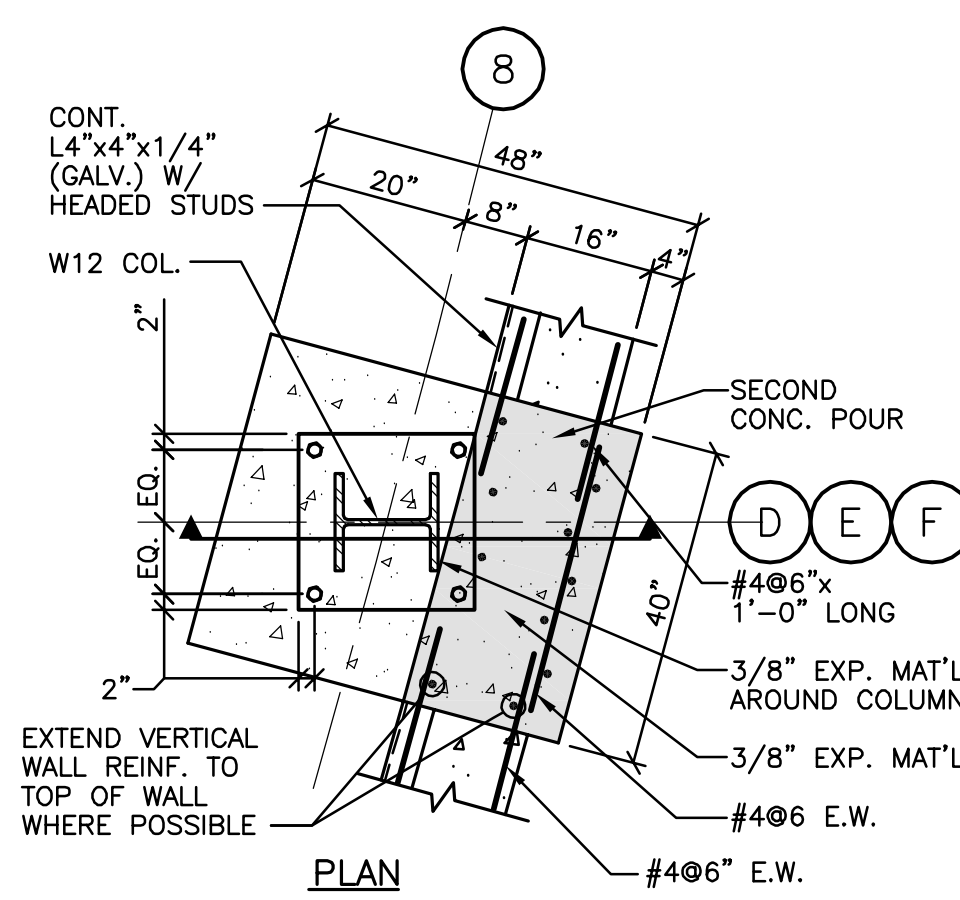 8
CONT.
L4"x4"x1/4"
(GALV.) W/
HEADED STUDS
48"
20"
8"
16"
4"
W12 COL.
2"
SECOND
CONC. POUR
EQ.
EQ.
D E F
#4@6"x
1'-0" LONG
40"
3/8" EXP. MAT'L
AROUND COLUMN
2"
EXTEND VERTICAL
WALL REINF. TO
TOP OF WALL
WHERE POSSIBLE
3/8" EXP. MAT'L
#4@6 E.W.
#4@6" E.W.
PLAN